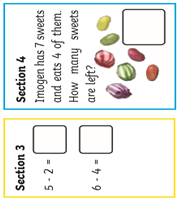 Section 3
5 - 2 =
6 - 4 =
Section 4
Imogen has 7 sweets
and eats 4 of them.
How many sweets
are left?